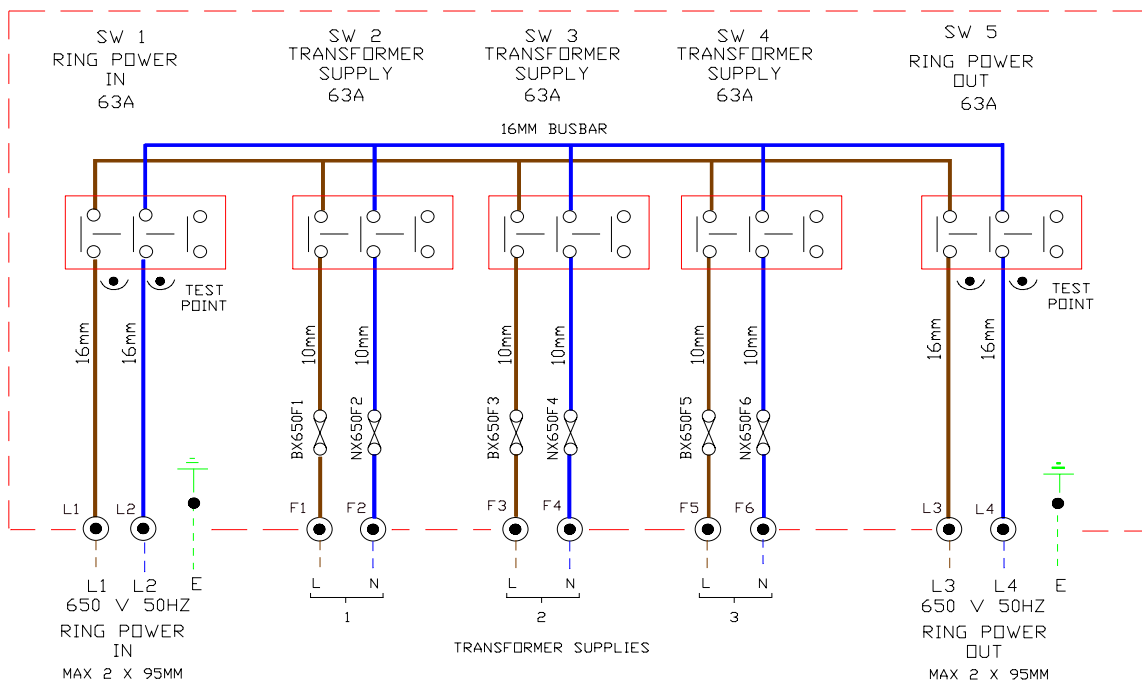 SW 1
RING POWER
IN
63A
SW 2
TRANSFORMER
SUPPLY
63A
SW 3
TRANSFORMER
SUPPLY
63A
SW 4
TRANSFORMER
SUPPLY
63A
SW 5
RING POWER
OUT
63A
16MM BUSBAR
TEST
POINT
TEST
POINT
16mm
16mm
10mm
10mm
10mm
10mm
10mm
10mm
16mm
16mm
BX650F1
NX650F2
BX650F3
NX650F4
BX650F5
NX650F6
L1
L2
F1
F2
F3
F4
F5
F6
L3
L4
L1 L2 E
650 V 50HZ
RING POWER
IN
MAX 2 X 95MM
L N
1
L N
2
L N
3
TRANSFORMER SUPPLIES
L3 L4 E
650 V 50HZ
RING POWER
OUT
MAX 2 X 95MM